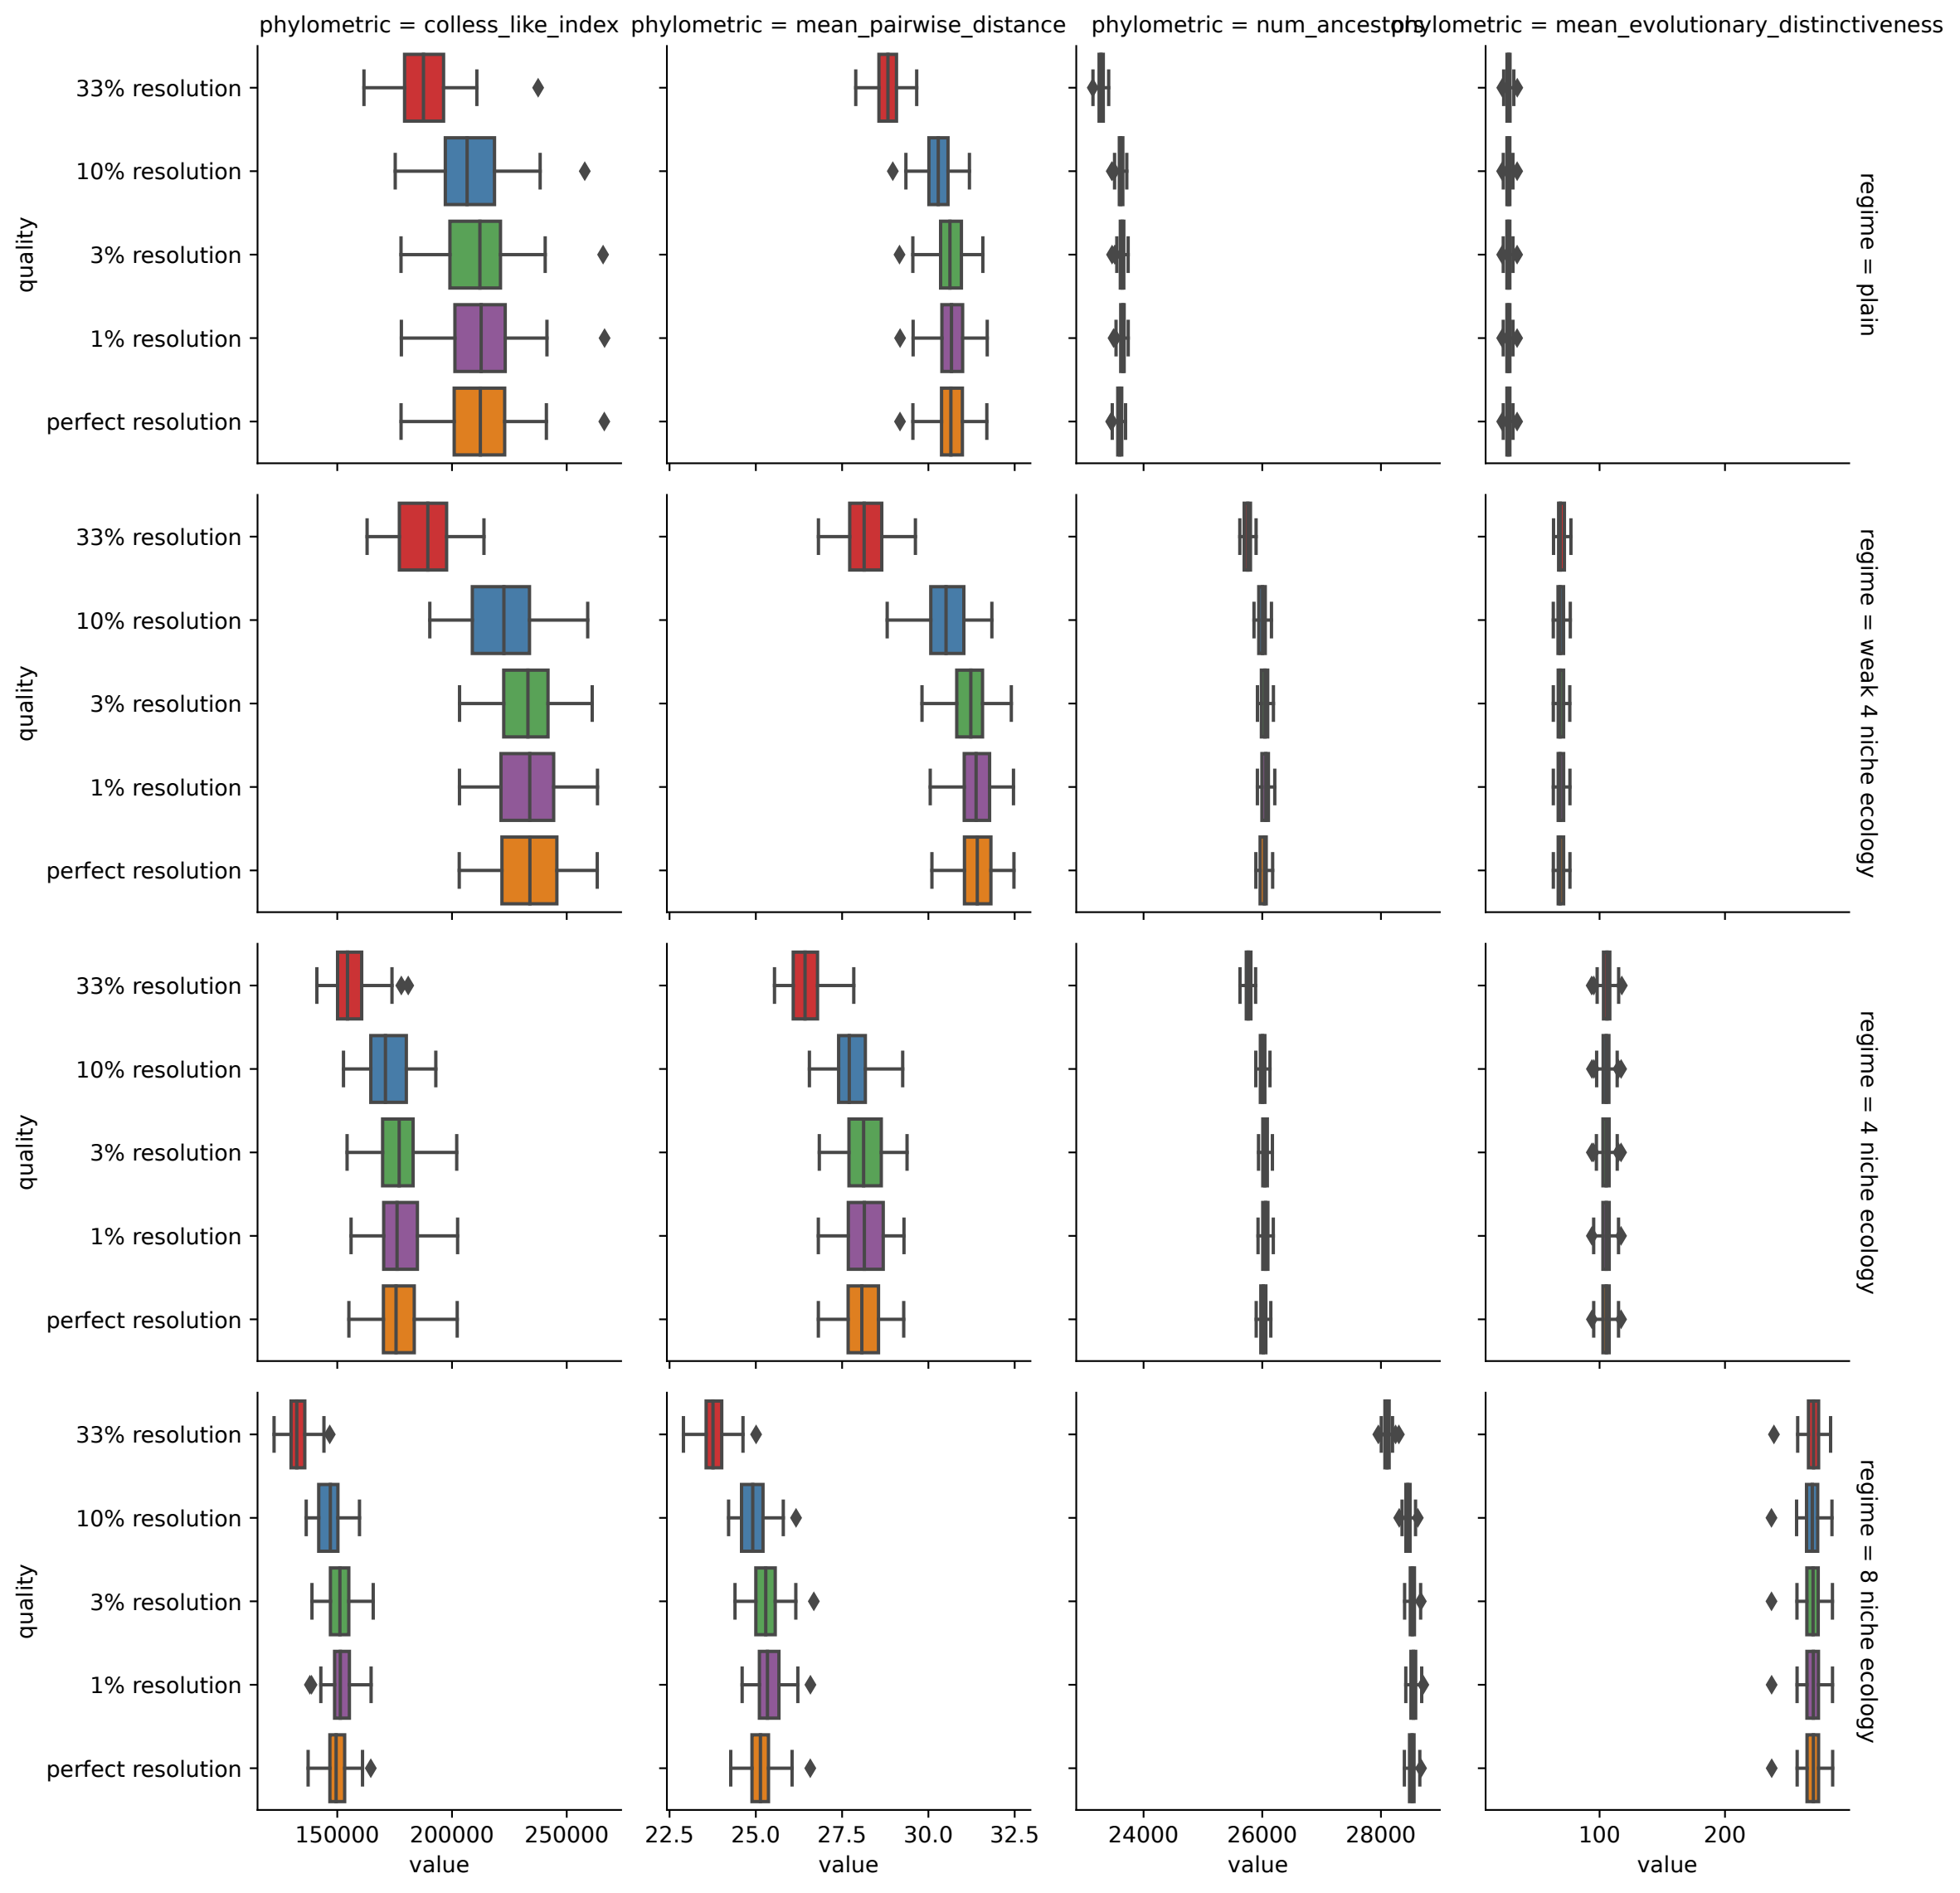 phylometric = colless_like_index
phylometric = mean_pairwise_distance
phylometric = num_ancestors
phylometric = mean_evolutionary_distinctiveness
quality
33% resolution
10% resolution
3% resolution
1% resolution
perfect resolution
regime = plain
quality
33% resolution
10% resolution
3% resolution
1% resolution
perfect resolution
regime = weak 4 niche ecology
quality
33% resolution
10% resolution
3% resolution
1% resolution
perfect resolution
regime = 4 niche ecology
quality
33% resolution
10% resolution
3% resolution
1% resolution
perfect resolution
regime = 8 niche ecology
150000 200000 250000
value
22.5 25.0 27.5 30.0 32.5
value
24000 26000 28000
value
100 200
value